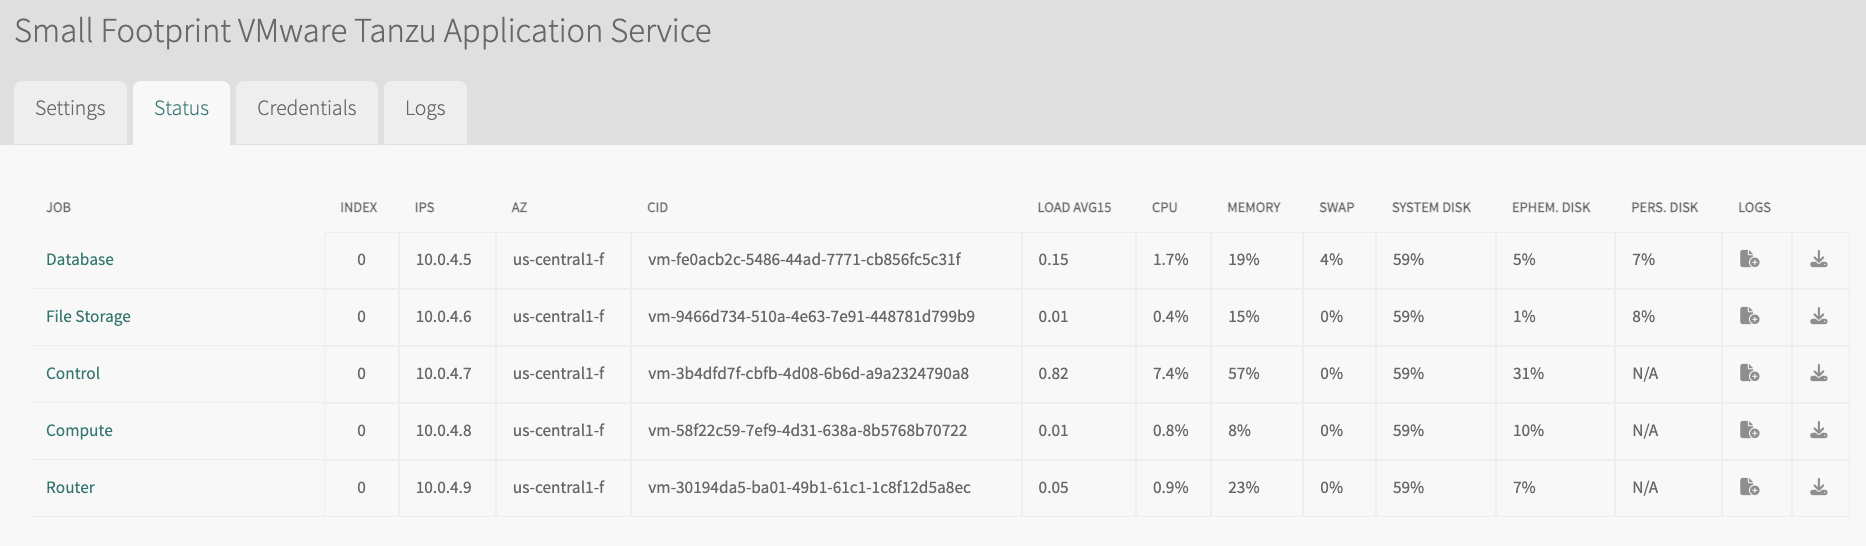 Small Footprint VMware Tanzu Application Service
Settings Status Credentials Logs
JOB INDEX IPS AZ CID LOAD AVG15 CPU MEMORY SWAP SYSTEM DISK EPHEM. DISK PERS. DISK LOGS
Database 0 10.0.4.5 us-central1-f vm-fe0acb2c-5486-44ad-7771-cb856fc5c31f 0.15 1.7% 19% 4% 59% 5% 7%
File Storage 0 10.0.4.6 us-central1-f vm-9466d734-510a-4e63-7e91-448781d799b9 0.01 0.4% 15% 0% 59% 1% 8%
Control 0 10.0.4.7 us-central1-f vm-3b4dfd7f-cbfb-4d08-6b6d-a9a2324790a8 0.82 7.4% 57% 0% 59% 31% N/A
Compute 0 10.0.4.8 us-central1-f vm-58f22c59-7ef9-4d31-638a-8b5768b70722 0.01 0.8% 8% 0% 59% 10% N/A
Router 0 10.0.4.9 us-central1-f vm-30194da5-ba01-49b1-61c1-1c8f12d5a8ec 0.05 0.9% 23% 0% 59% 7% N/A